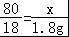 80/18 = x/1.8g